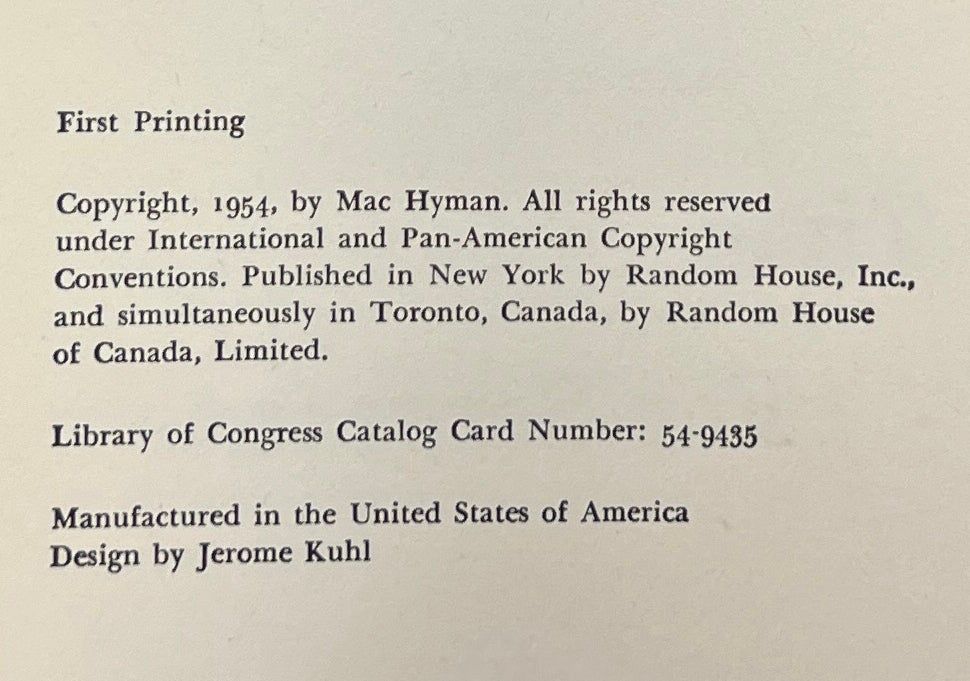 First Printing
Copyright, 1954, by Mac Hyman. All rights reserved
under International and Pan-American Copyright
Conventions. Published in New York by Random House, Inc.,
and simultaneously in Toronto, Canada, by Random House
of Canada, Limited.
Library of Congress Catalog Card Number: 54-9435
Manufactured in the United States of America
Design by Jerome Kuhl